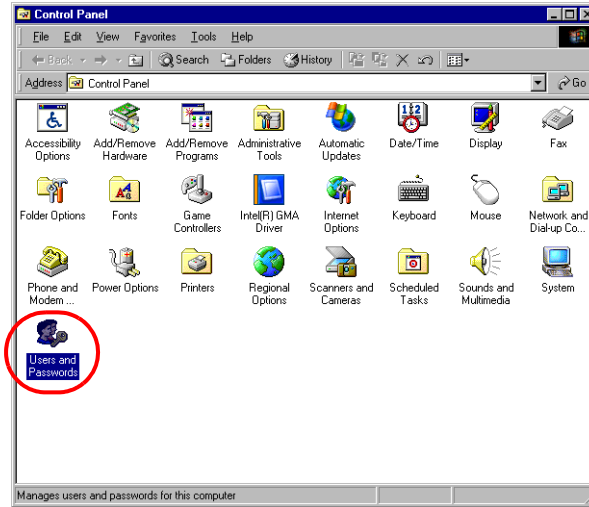 Control Panel
File Edit View Favorites Tools Help
Back Search Folders History
Address Control Panel Go
Accessibility Add/Remove Add/Remove Administrative Automatic Date/Time Display Fax
Options Hardware Programs Tools Updates
Folder Options Fonts Game Intel(R) GMA Internet Keyboard Mouse Network and
Controllers Driver Options Dial-up Co...
Phone and Power Options Printers Regional Scanners and Scheduled Sounds and System
Modem ... Options Cameras Tasks Multimedia
Users and
Passwords
Manages users and passwords for this computer